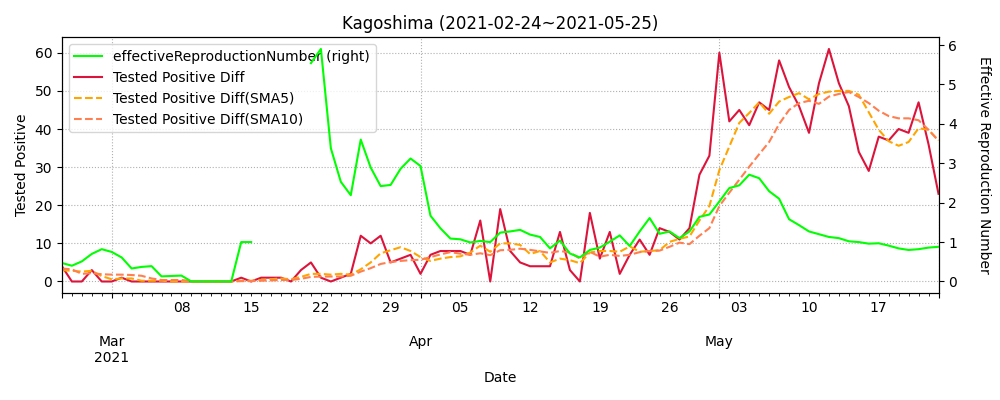 Kagoshima (2021-02-24~2021-05-25)
effectiveReproductionNumber (right)
Tested Positive Diff
Tested Positive Diff(SMA5)
Tested Positive Diff(SMA10)
Tested Positive
60
50
40
30
20
10
0
Effective Reproduction Number
6
5
4
3
2
1
0
08 15 22 29 05 12 19 26 03 10 17
Mar Apr May
2021
Date